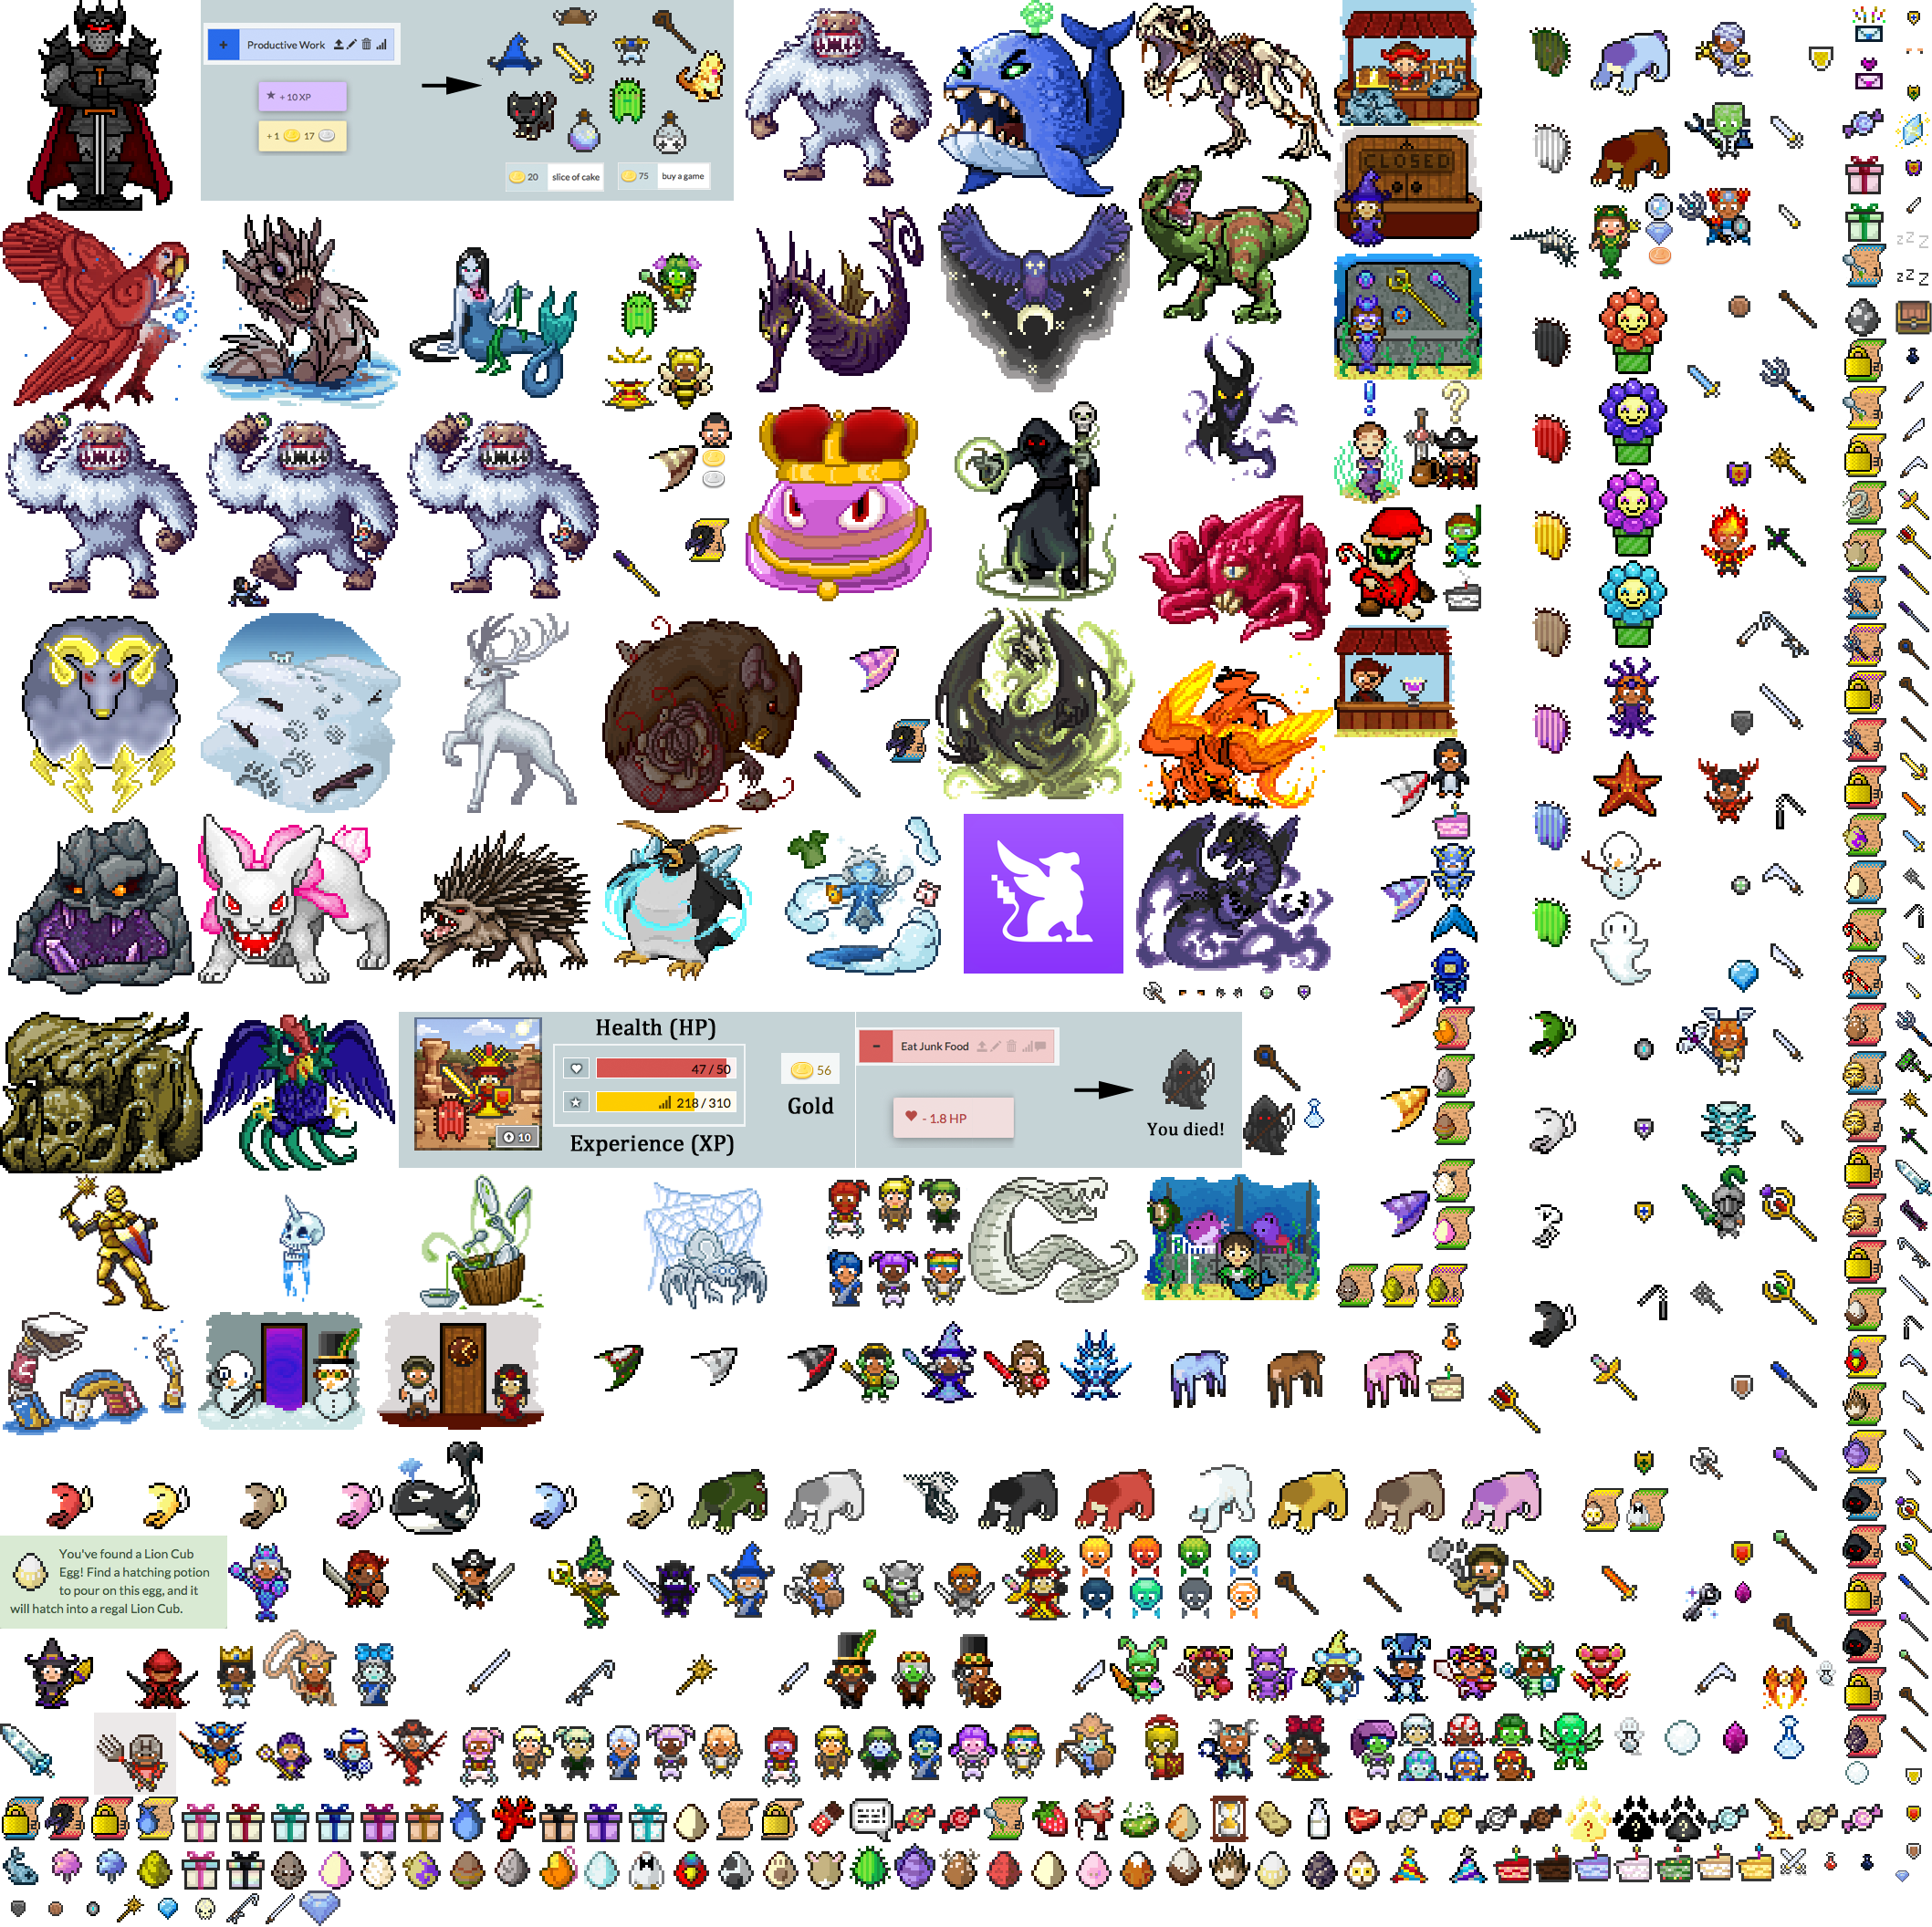 Productive Work
+ 10 XP
+ 1 17
20 slice of cake
75 buy a game
CLOSED
zzZ
zzZ
! ?
Health (HP)
47 / 50
218 / 310
10
Experience (XP)
56
Gold
Eat Junk Food
- 1.8 HP
You died!
You've found a Lion Cub
Egg! Find a hatching potion
to pour on this egg, and it
will hatch into a regal Lion Cub.
? ? ?